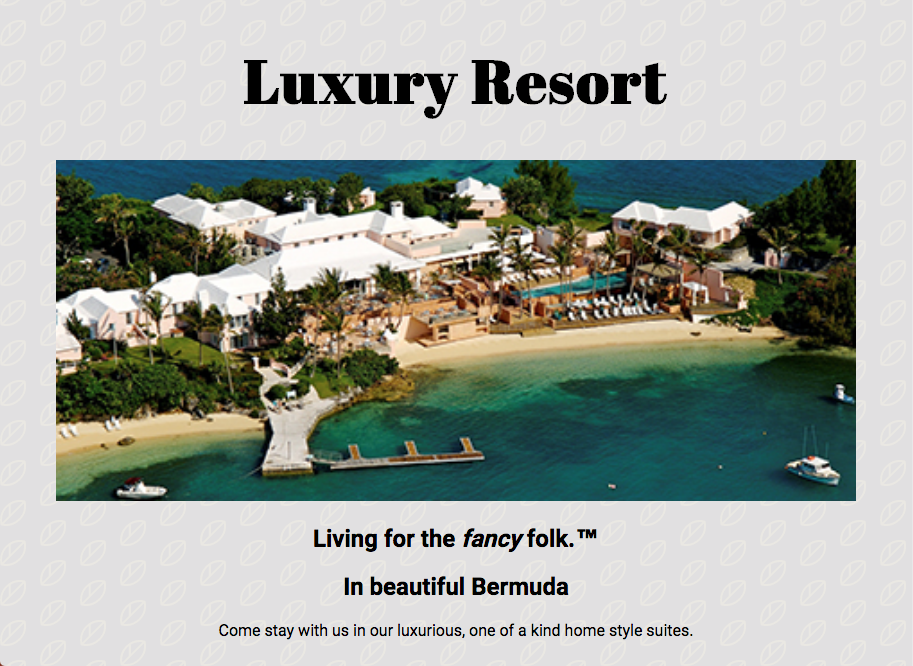 Luxury Resort
Living for the fancy folk.™
In beautiful Bermuda
Come stay with us in our luxurious, one of a kind home style suites.